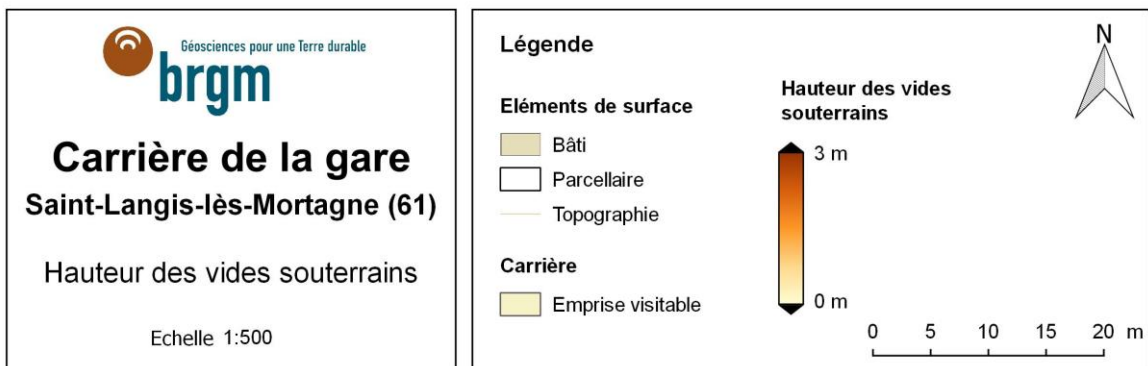 Géosciences pour une Terre durable
brgm
Carrière de la gare
Saint-Langis-lès-Mortagne (61)
Hauteur des vides souterrains
Echelle 1:500
Légende
Eléments de surface
Bâti
Parcellaire
Topographie
Carrière
Emprise visitable
Hauteur des vides
souterrains
3 m
0 m
N
0 5 10 15 20 m